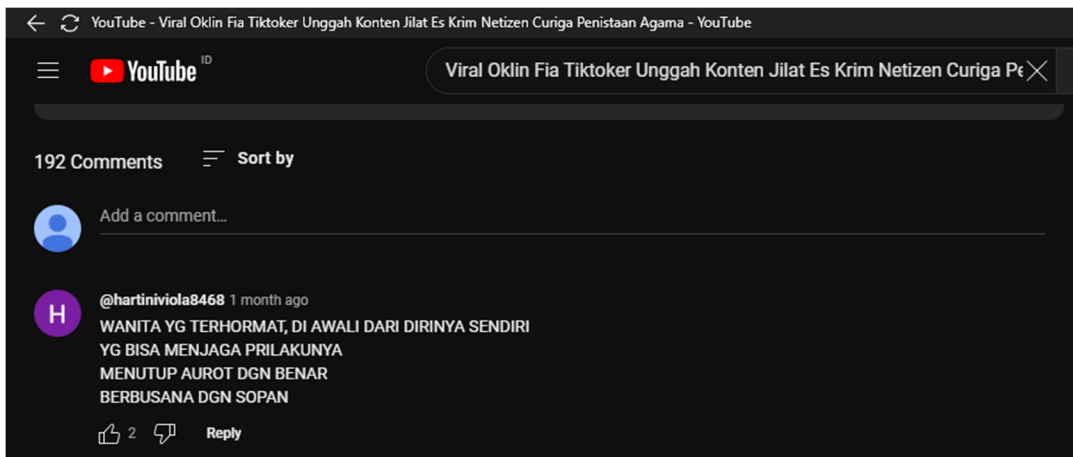 YouTube - Viral Oklin Fia Tiktoker Unggah Konten Jilat Es Krim Netizen Curiga Penistaan Agama - YouTube
YouTube ID
Viral Oklin Fia Tiktoker Unggah Konten Jilat Es Krim Netizen Curiga Pe
192 Comments
Sort by
Add a comment...
H
@hartiniviola8468 1 month ago
WANITA YG TERHORMAT, DI AWALI DARI DIRINYA SENDIRI
YG BISA MENJAGA PRILAKUNYA
MENUTUP AUROT DGN BENAR
BERBUSANA DGN SOPAN
2
Reply